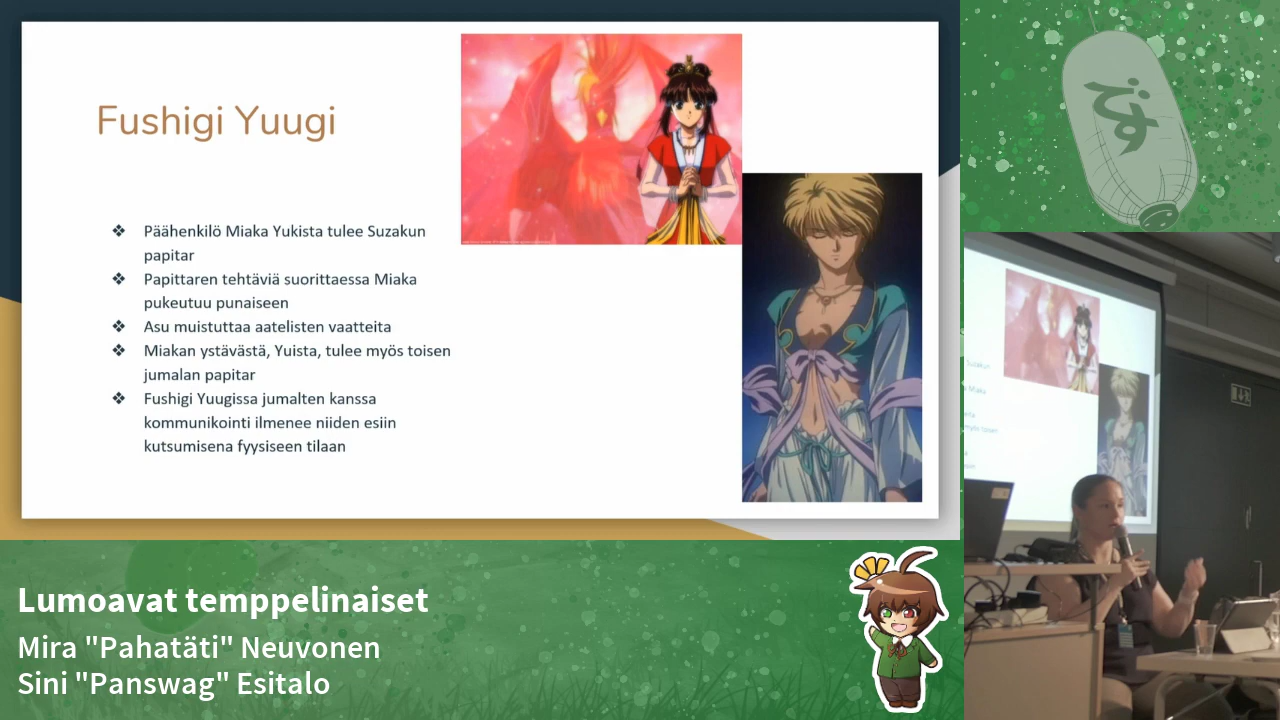 Fushigi Yuugi
❖ Päähenkilö Miaka Yukista tulee Suzakun
papitar
❖ Papittaren tehtäviä suorittaessa Miaka
pukeutuu punaiseen
❖ Asu muistuttaa aatelisten vaatteita
❖ Miakan ystävästä, Yuista, tulee myös toisen
jumalan papitar
❖ Fushigi Yuugissa jumalten kanssa
kommunikointi ilmenee niiden esiin
kutsumisena fyysiseen tilaan
Lumoavat temppelinaiset
Mira "Pahatäti" Neuvonen
Sini "Panswag" Esitalo